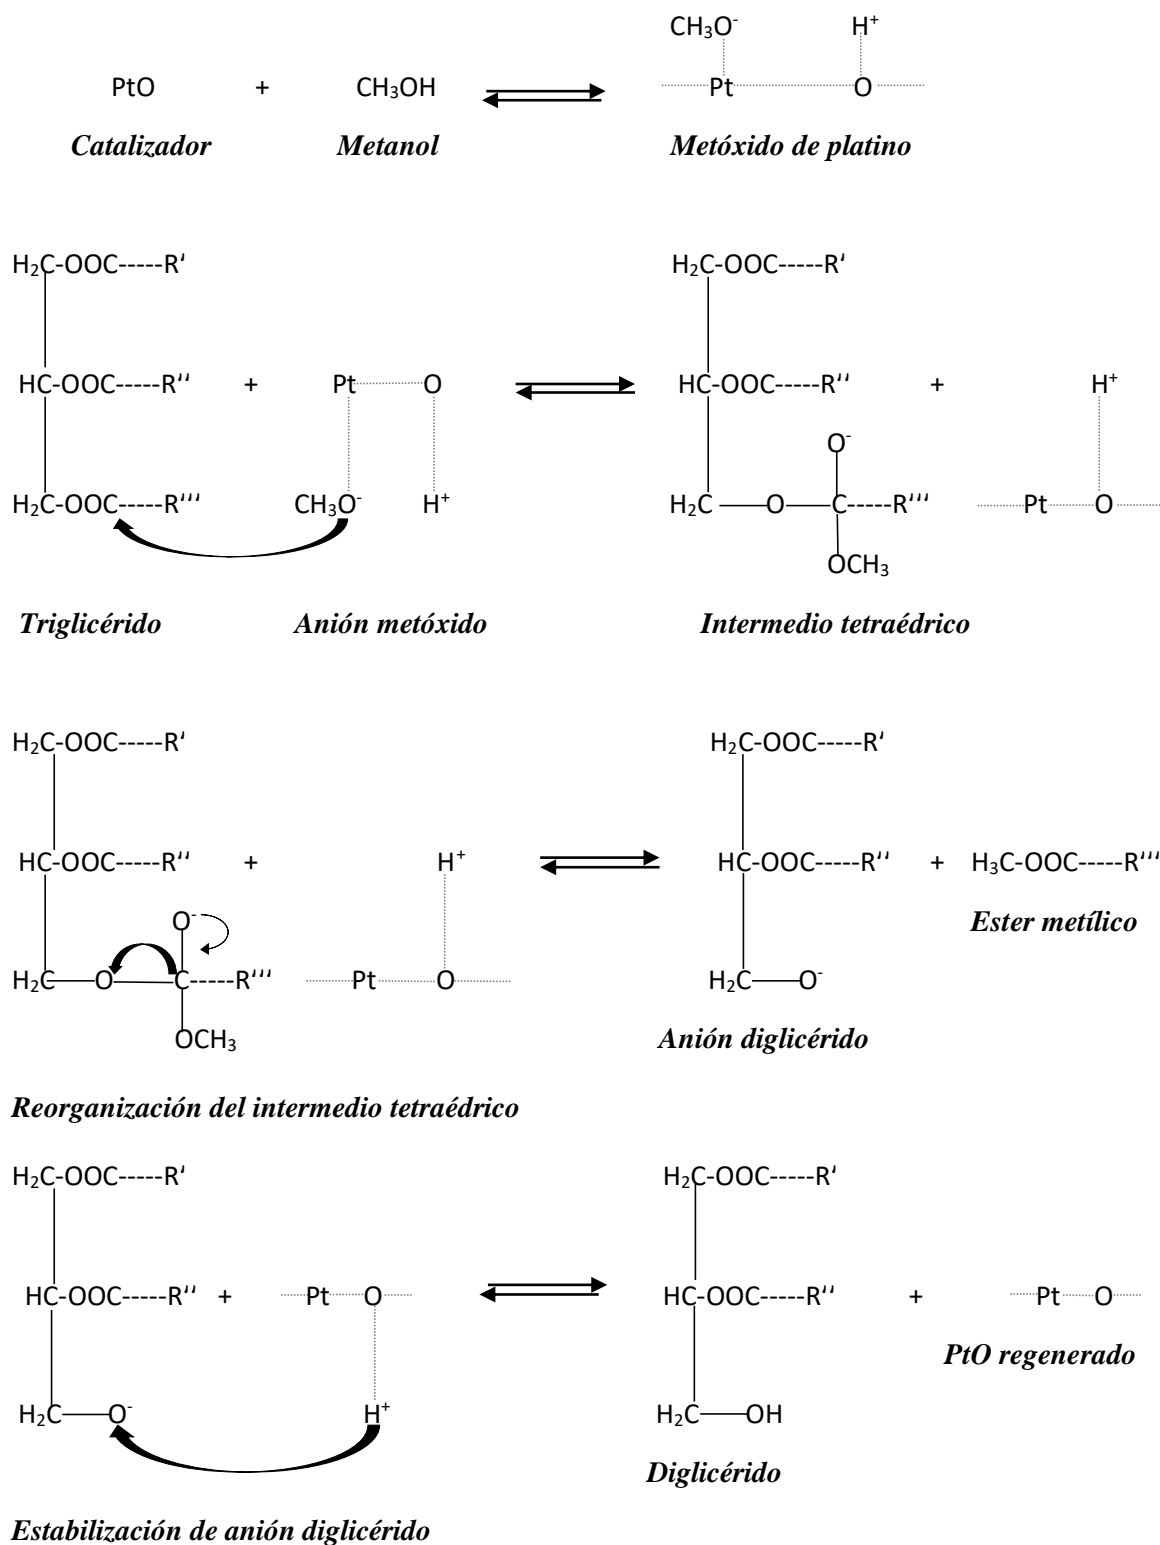 CH₃O⁻ H⁺
PtO + CH₃OH Pt O
Catalizador Metanol Metóxido de platino
H₂C-OOC-----R' H₂C-OOC-----R'
HC-OOC-----R'' + Pt O HC-OOC-----R'' + H⁺
O⁻
H₂C-OOC-----R''' CH₃O⁻ H⁺ H₂C O C-----R''' Pt O
OCH₃
Triglicérido Anión metóxido Intermedio tetraédrico
H₂C-OOC-----R' H₂C-OOC-----R'
HC-OOC-----R'' + H⁺ HC-OOC-----R'' + H₃C-OOC-----R'''
O⁻ Ester metílico
H₂C O C-----R''' Pt O H₂C O⁻
OCH₃ Anión diglicérido
Reorganización del intermedio tetraédrico
H₂C-OOC-----R' H₂C-OOC-----R'
HC-OOC-----R'' + Pt O HC-OOC-----R'' + Pt O
PtO regenerado
H₂C O⁻ H⁺ H₂C OH
Diglicérido
Estabilización de anión diglicérido